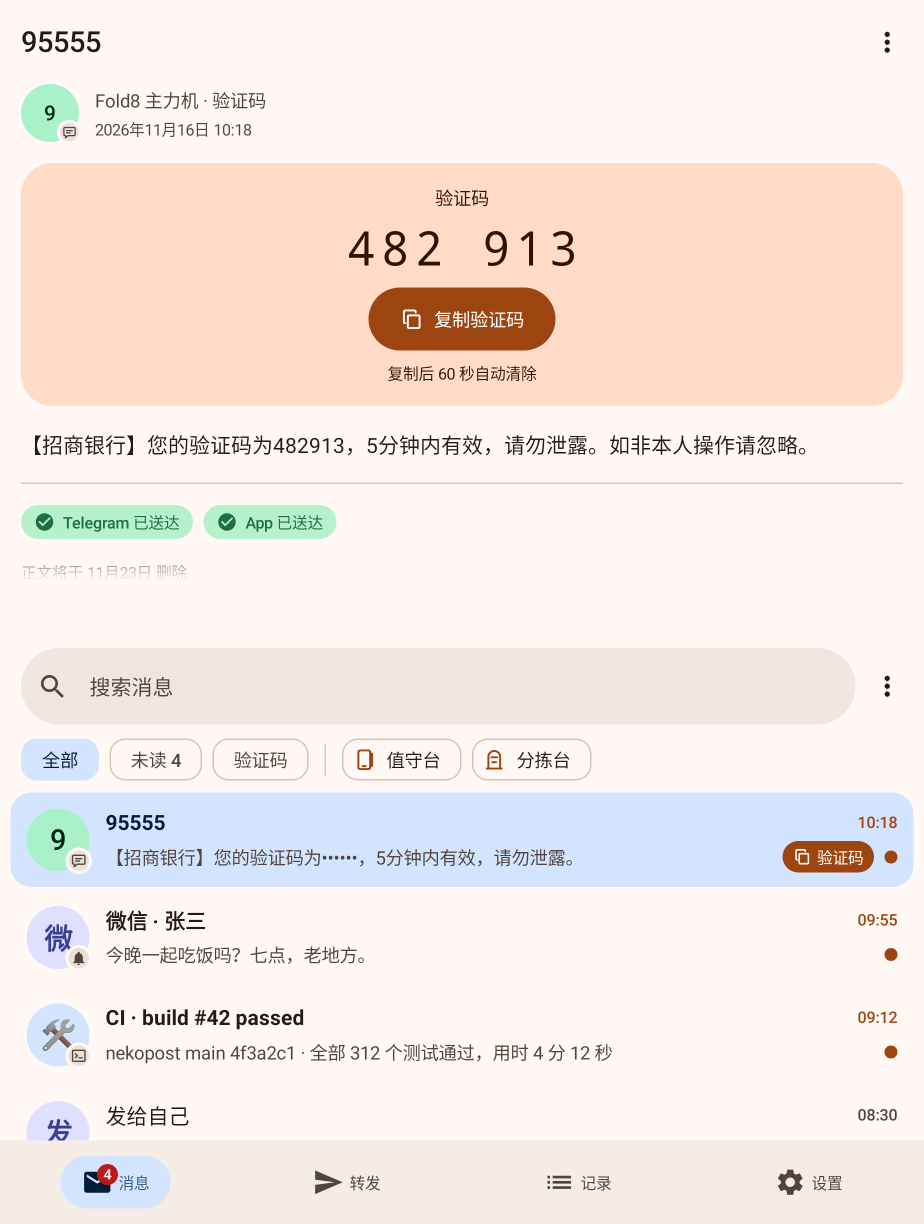 95555
9
Fold8 主力机 · 验证码
2026年11月16日 10:18
验证码
482 913
复制验证码
复制后 60 秒自动清除
【招商银行】您的验证码为482913，5分钟内有效，请勿泄露。如非本人操作请忽略。
Telegram 已送达
App 已送达
正文将于 11月23日 删除
搜索消息
全部
未读 4
验证码
值守台
分拣台
9
95555
10:18
【招商银行】您的验证码为••••••，5分钟内有效，请勿泄露。
验证码
微
微信 · 张三
09:55
今晚一起吃饭吗？七点，老地方。
CI · build #42 passed
09:12
nekopost main 4f3a2c1 · 全部 312 个测试通过，用时 4 分 12 秒
发
发给自己
08:30
4
消息
转发
记录
设置